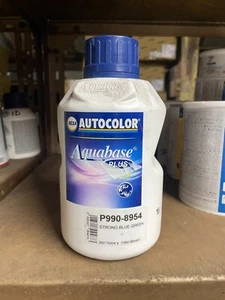 AUTOCOLOR®
Aquabase®
PLUS
P990-8954
STRONG BLUE GREEN